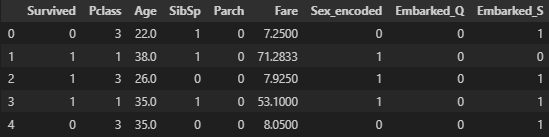 Survived Pclass Age SibSp Parch Fare Sex_encoded Embarked_Q Embarked_S
0 0 3 22.0 1 0 7.2500 0 0 1
1 1 1 38.0 1 0 71.2833 1 0 0
2 1 3 26.0 0 0 7.9250 1 0 1
3 1 1 35.0 1 0 53.1000 1 0 1
4 0 3 35.0 0 0 8.0500 0 0 1